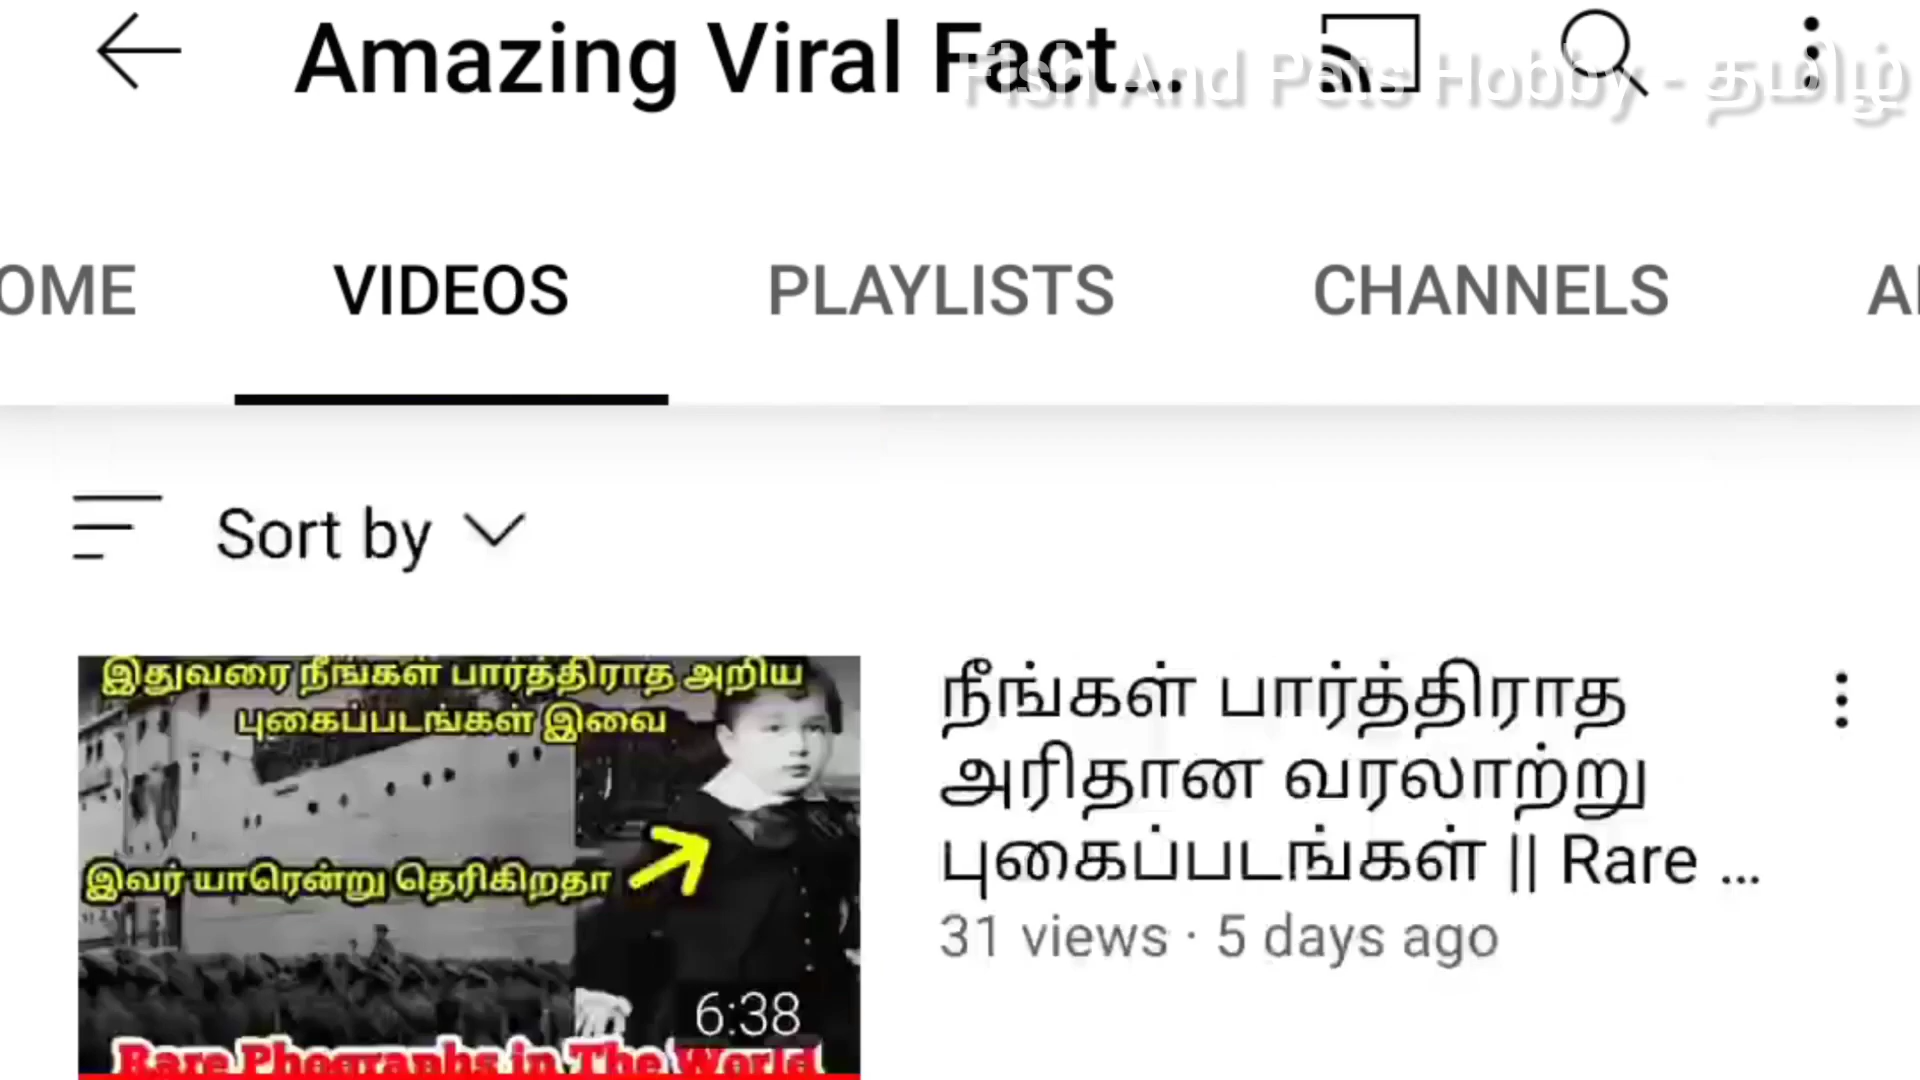 Amazing Viral Fact...
Fish And Pets Hobby - தமிழ்
OME VIDEOS PLAYLISTS CHANNELS
Sort by
இதுவரை நீங்கள் பார்த்திராத அறிய
புகைப்படங்கள் இவை
இவர் யாரென்று தெரிகிறதா
6:38
Rare Phographs in The World
நீங்கள் பார்த்திராத
அரிதான வரலாற்று
புகைப்படங்கள் || Rare ...
31 views · 5 days ago